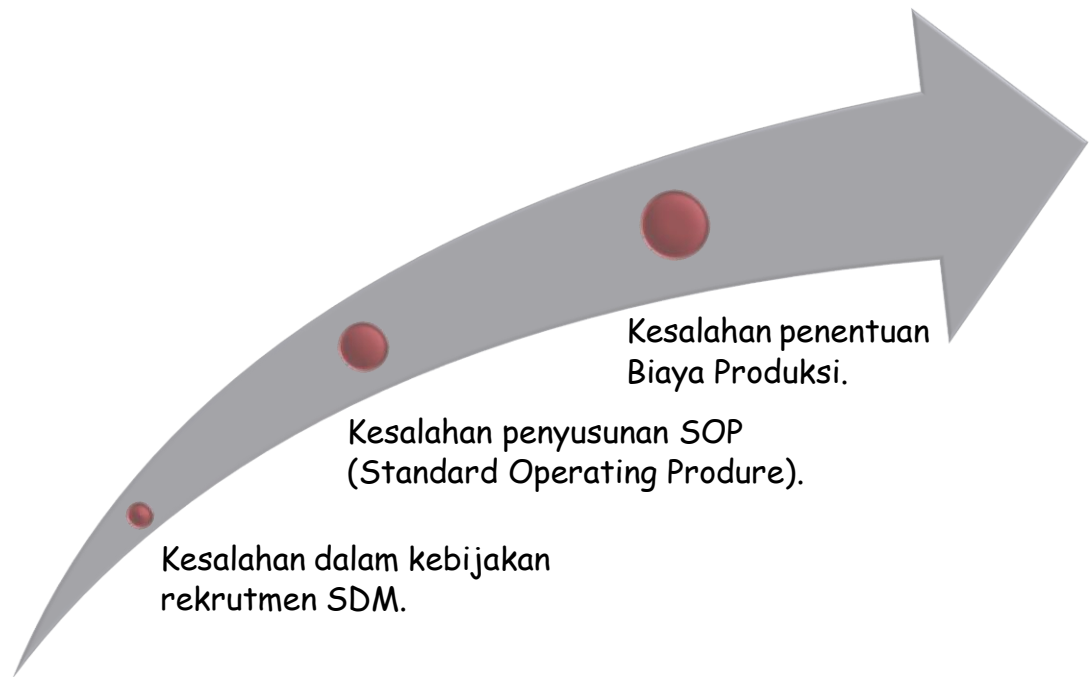 Kesalahan penentuan
Biaya Produksi.
Kesalahan penyusunan SOP
(Standard Operating Produre).
Kesalahan dalam kebijakan
rekrutmen SDM.